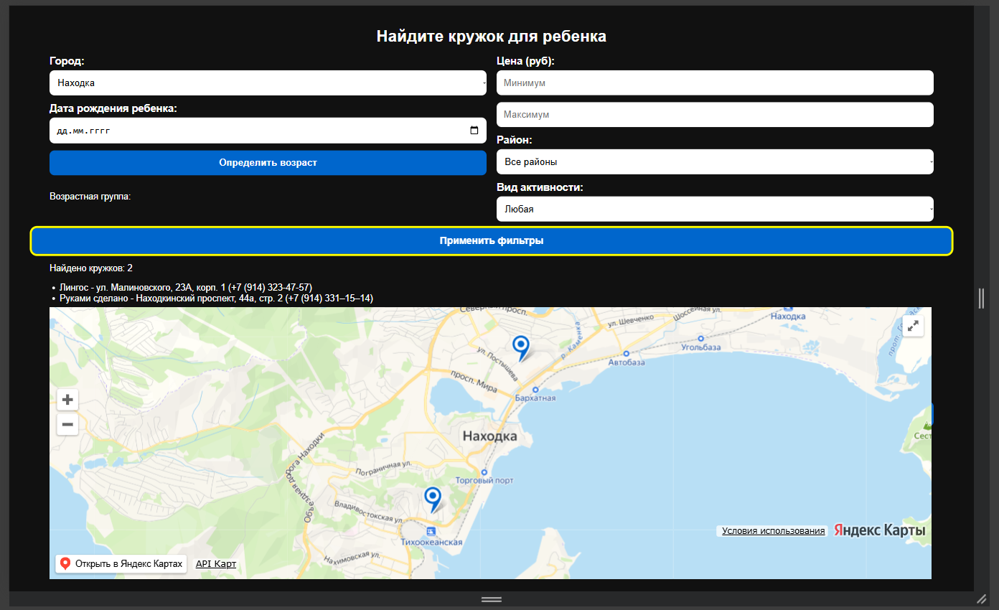 Найдите кружок для ребенка
Город:
Находка
Дата рождения ребенка:
дд.мм.гггг
Определить возраст
Возрастная группа:
Цена (руб):
Минимум
Максимум
Район:
Все районы
Вид активности:
Любая
Применить фильтры
Найдено кружков: 2
• Лингос - ул. Малиновского, 23А, корп. 1 (+7 (914) 323-47-57)
• Руками сделано - Находкинский проспект, 44а, стр. 2 (+7 (914) 331–15–14)
Северный просп.
ул. Шевченко
Шоссейная ул.
Находка
р. Каменка
Угольбаза
Автобаза
ул. Постышева
просп. Мира
Бархатная
Находка
Сест
Пограничная ул.
Торговый порт
Объездная дорога Находки
Владивостокская ул.
Тихоокеанская
Нахимовская ул.
Условия использования
Яндекс Карты
Открыть в Яндекс Картах
API Карт